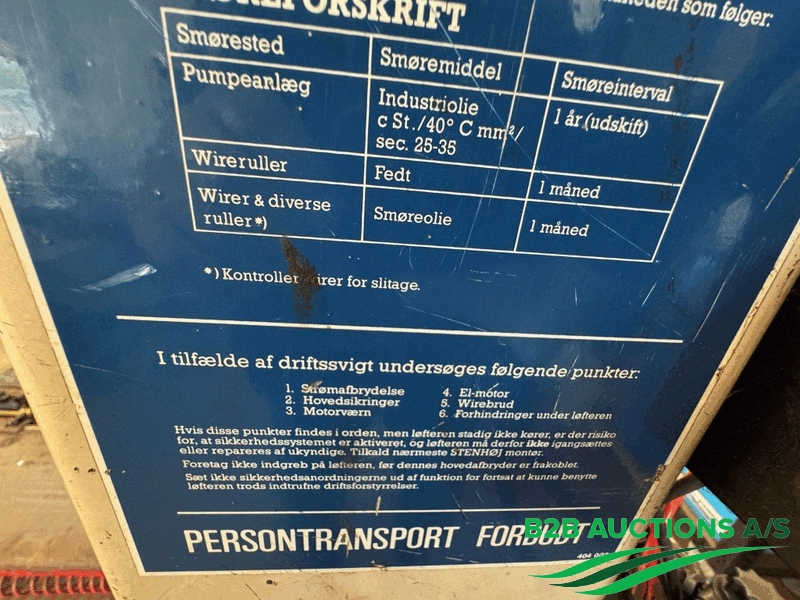 som følger:
Smørested
Smøremiddel
Smøreinterval
Pumpeanlæg
Industriolie
c St./40° C mm²/
sec. 25-35
1 år (udskift)
Wireruller
Fedt
1 måned
Wirer & diverse
ruller*)
Smøreolie
1 måned
*) Kontroller wirer for slitage.
I tilfælde af driftssvigt undersøges følgende punkter:
1. Strømafbrydelse
2. Hovedsikringer
3. Motorværn
4. El-motor
5. Wirebrud
6. Forhindringer under løfteren
Hvis disse punkter findes i orden, men løfteren stadig ikke kører, er der risiko
for, at sikkerhedssystemet er aktiveret, og løfteren må derfor ikke igangsættes
eller repareres af ukyndige. Tilkald nærmeste STENHØJ montør.
Foretag ikke indgreb på løfteren, før dennes hovedafbryder er frakoblet.
Sæt ikke sikkerhedsanordningerne ud af funktion for fortsat at kunne benytte
løfteren trods indtrufne driftsforstyrrelser.
PERSONTRANSPORT FORBUDT
B2B AUCTIONS A/S